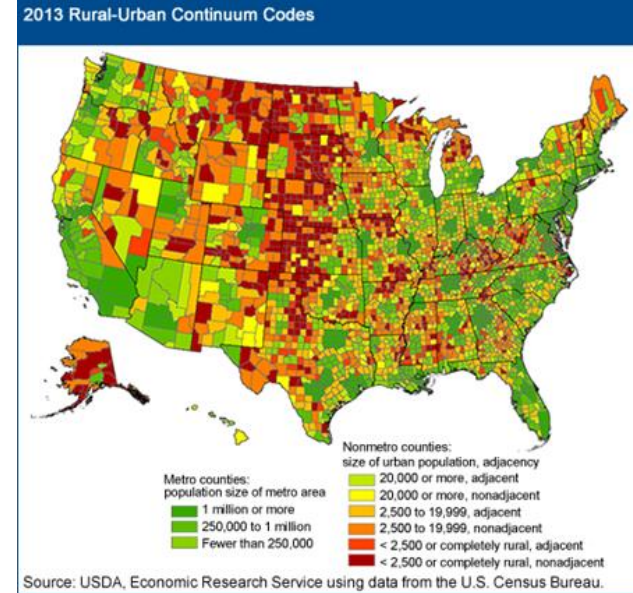 2013 Rural-Urban Continuum Codes
Metro counties:
population size of metro area
1 million or more
250,000 to 1 million
Fewer than 250,000
Nonmetro counties:
size of urban population, adjacency
20,000 or more, adjacent
20,000 or more, nonadjacent
2,500 to 19,999, adjacent
2,500 to 19,999, nonadjacent
< 2,500 or completely rural, adjacent
< 2,500 or completely rural, nonadjacent
Source: USDA, Economic Research Service using data from the U.S. Census Bureau.